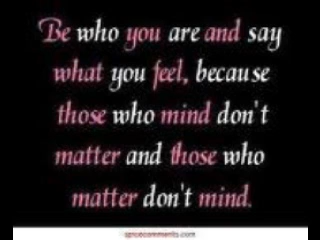 Be who you are and say
what you feel, because
those who mind don't
matter and those who
matter don't mind.